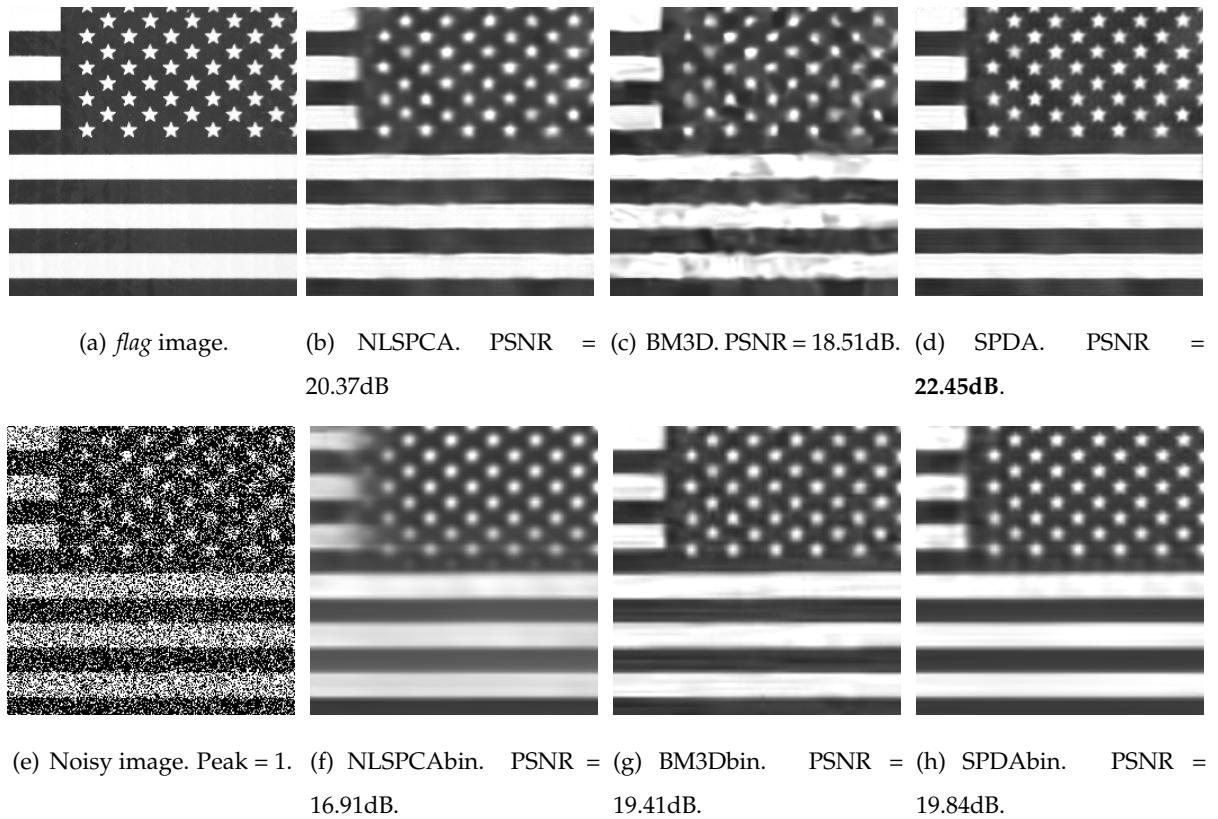 (a) flag image.
(b) NLSPCA. PSNR =
20.37dB
(c) BM3D. PSNR = 18.51dB.
(d) SPDA. PSNR =
22.45dB.
(e) Noisy image. Peak = 1.
(f) NLSPCAbin. PSNR =
16.91dB.
(g) BM3Dbin. PSNR =
19.41dB.
(h) SPDAbin. PSNR =
19.84dB.